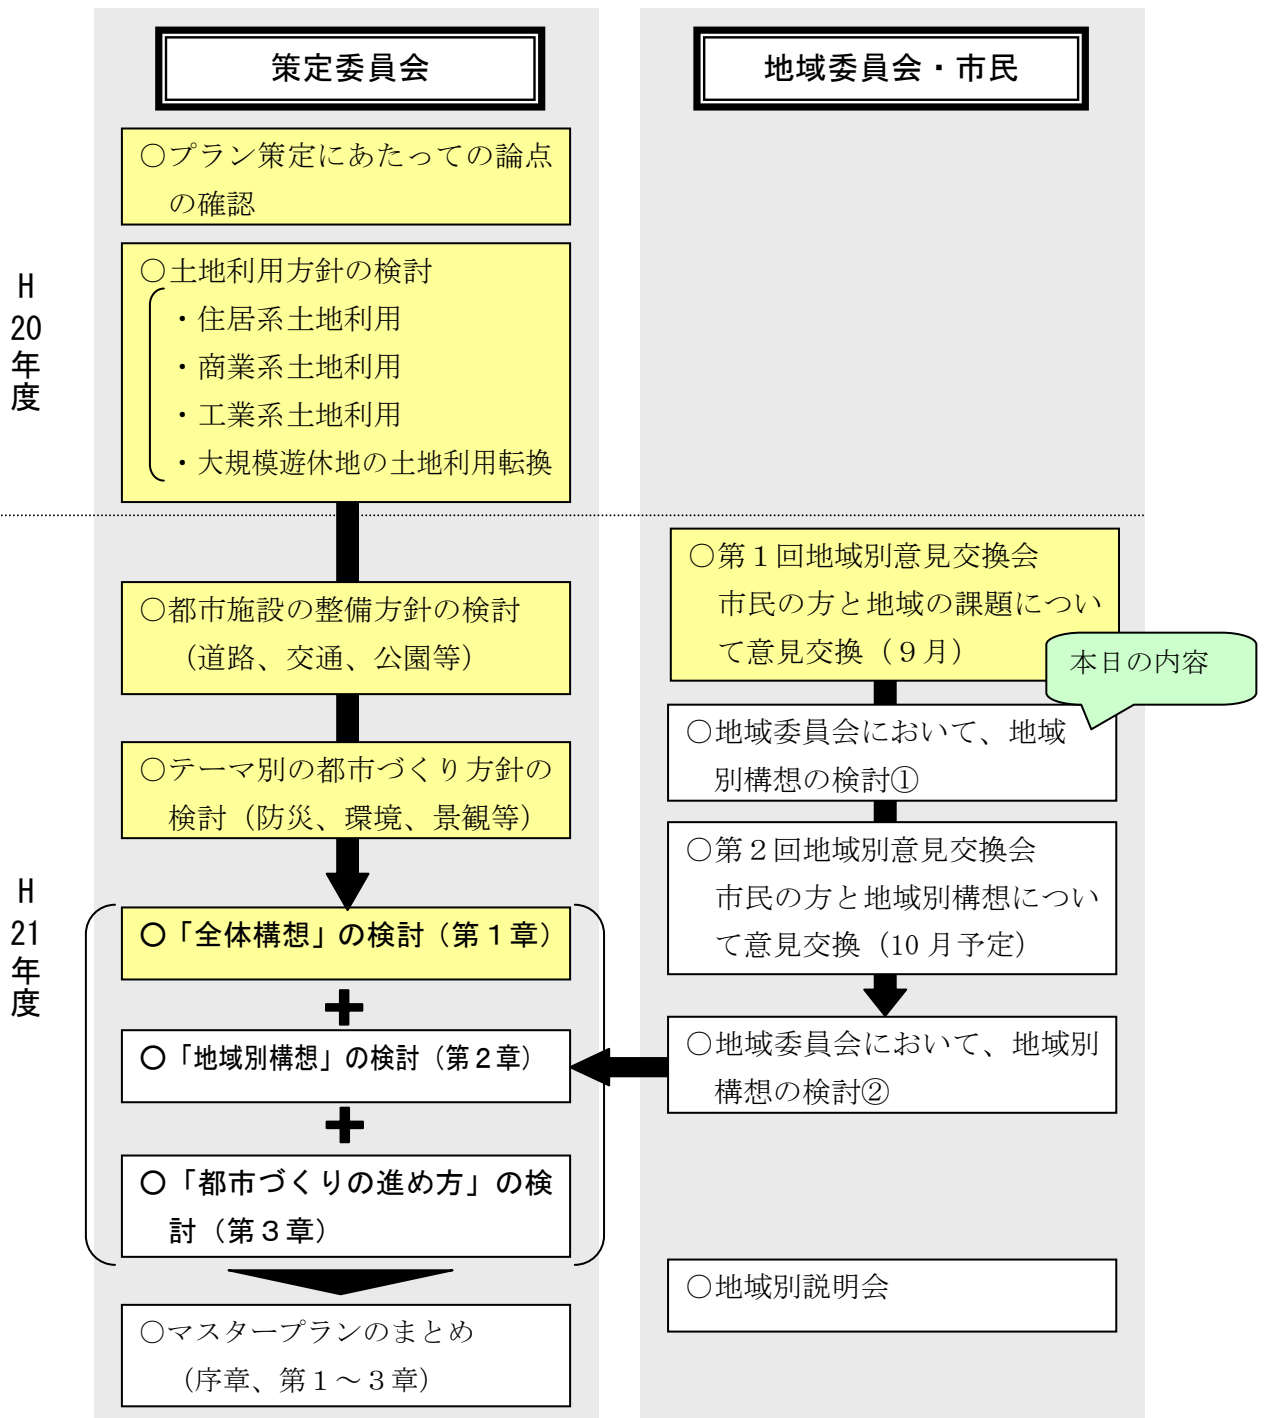 策定委員会
○プラン策定にあたっての論点
の確認
○土地利用方針の検討
・住居系土地利用
・商業系土地利用
・工業系土地利用
・大規模遊休地の土地利用転換
H
20
年
度
○都市施設の整備方針の検討
（道路、交通、公園等）
○テーマ別の都市づくり方針の
検討（防災、環境、景観等）
H
21
年
度
○「全体構想」の検討（第１章）
＋
○「地域別構想」の検討（第２章）
＋
○「都市づくりの進め方」の検
討（第３章）
○マスタープランのまとめ
（序章、第１～３章）
地域委員会・市民
○第１回地域別意見交換会
市民の方と地域の課題につい
て意見交換（９月）
本日の内容
○地域委員会において、地域
別構想の検討①
○第２回地域別意見交換会
市民の方と地域別構想につい
て意見交換（10 月予定）
○地域委員会において、地域別
構想の検討②
○地域別説明会